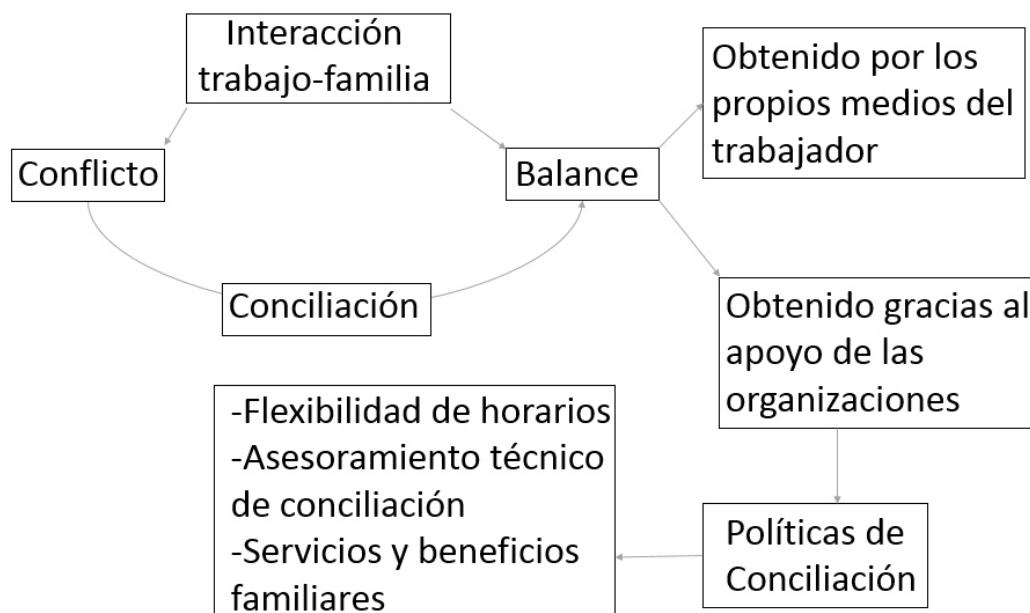 Interacción
trabajo-familia
Obtenido por los
propios medios del
trabajador
Conflicto
Balance
Conciliación
Obtenido gracias al
apoyo de las
organizaciones
-Flexibilidad de horarios
-Asesoramiento técnico
de conciliación
-Servicios y beneficios
familiares
Políticas de
Conciliación